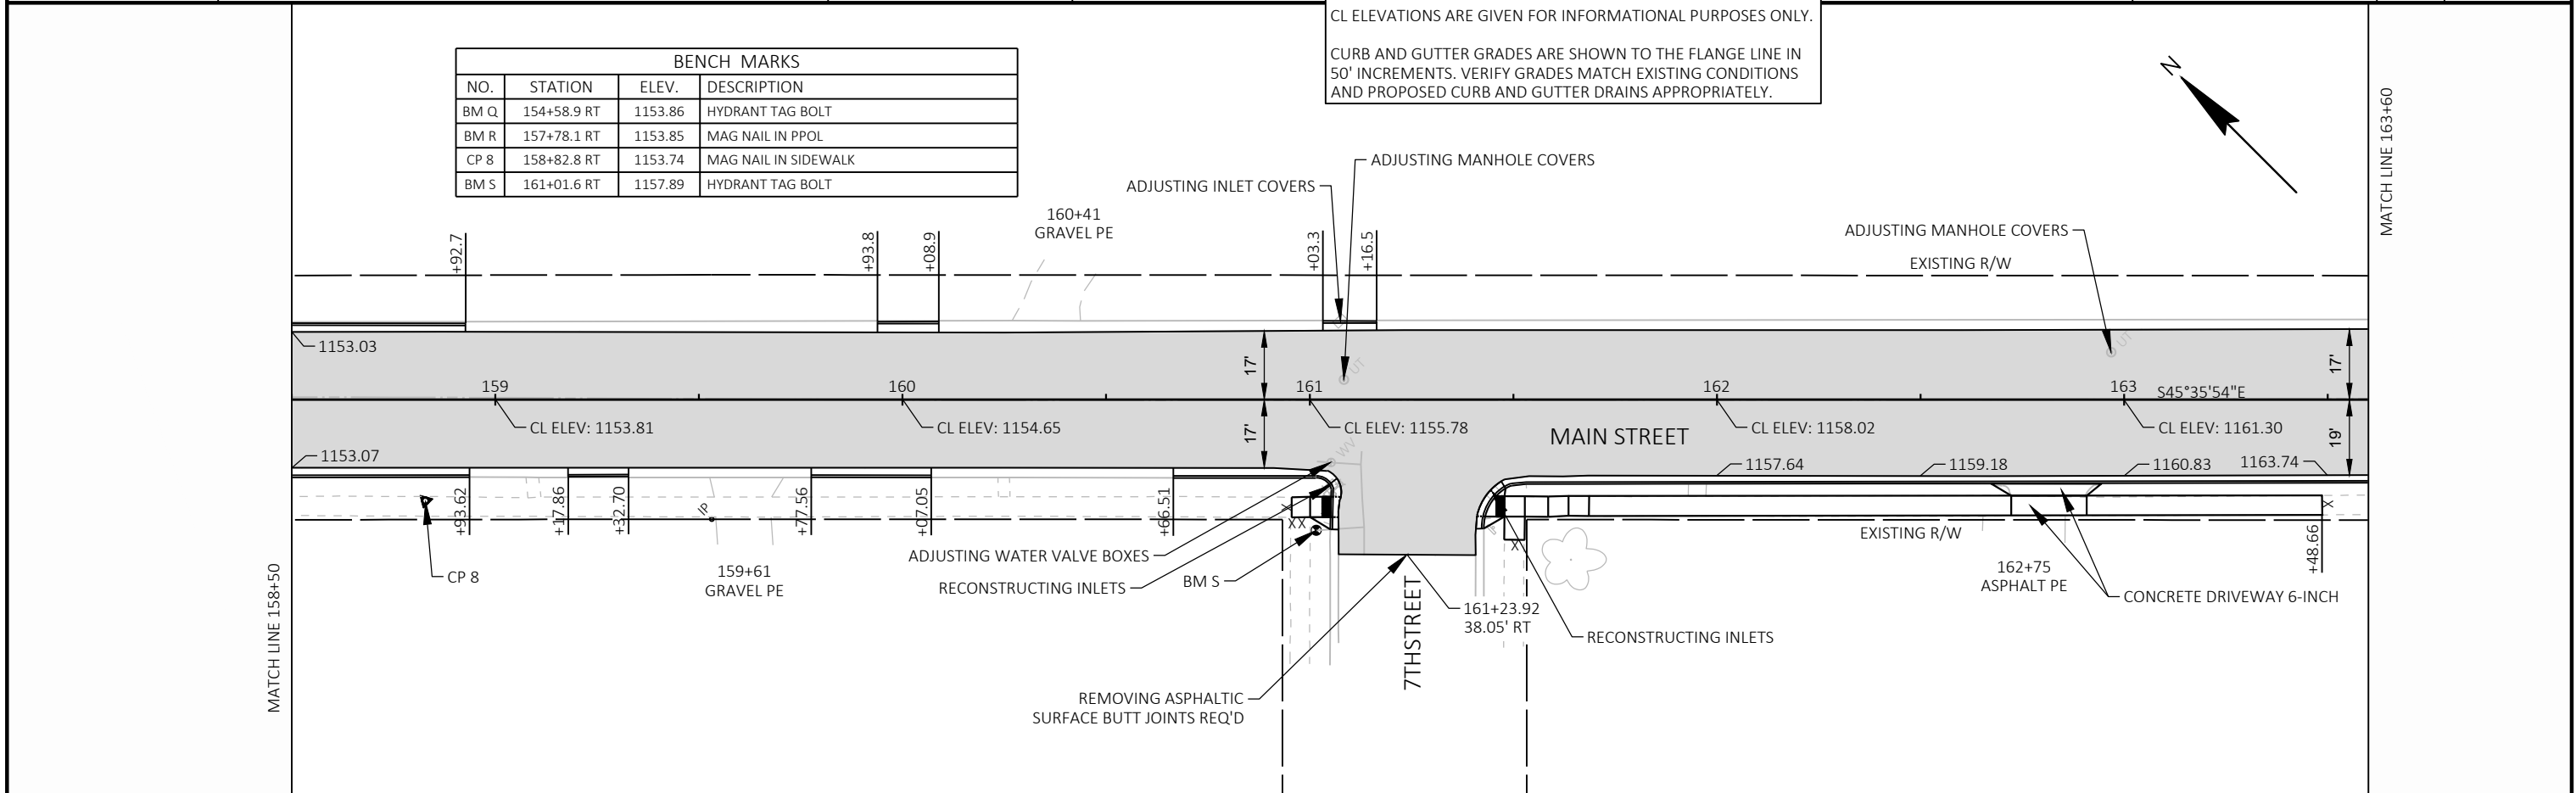 CL ELEVATIONS ARE GIVEN FOR INFORMATIONAL PURPOSES ONLY.
CURB AND GUTTER GRADES ARE SHOWN TO THE FLANGE LINE IN
50' INCREMENTS. VERIFY GRADES MATCH EXISTING CONDITIONS
AND PROPOSED CURB AND GUTTER DRAINS APPROPRIATELY.
BENCH MARKS
NO. STATION ELEV. DESCRIPTION
BM Q 154+58.9 RT 1153.86 HYDRANT TAG BOLT
BM R 157+78.1 RT 1153.85 MAG NAIL IN PPOL
CP 8 158+82.8 RT 1153.74 MAG NAIL IN SIDEWALK
BM S 161+01.6 RT 1157.89 HYDRANT TAG BOLT
N
MATCH LINE 163+60
ADJUSTING MANHOLE COVERS
ADJUSTING INLET COVERS
160+41
GRAVEL PE
ADJUSTING MANHOLE COVERS
EXISTING R/W
+92.7
+93.8
+08.9
+03.3
+16.5
1153.03
17'
UT
UT
17'
159
160
161
162
163
S45°35'54"E
CL ELEV: 1153.81
CL ELEV: 1154.65
CL ELEV: 1155.78
CL ELEV: 1158.02
CL ELEV: 1161.30
17'
19'
MAIN STREET
WV
1153.07
1157.64
1159.18
1160.83
1163.74
+93.62
+17.86
+32.70
IP
+77.56
+07.05
+66.51
X
XX
X
X
+48.66
EXISTING R/W
ADJUSTING WATER VALVE BOXES
RECONSTRUCTING INLETS
BM S
CP 8
159+61
GRAVEL PE
162+75
ASPHALT PE
CONCRETE DRIVEWAY 6-INCH
161+23.92
38.05' RT
RECONSTRUCTING INLETS
7THSTREET
MATCH LINE 158+50
REMOVING ASPHALTIC
SURFACE BUTT JOINTS REQ'D